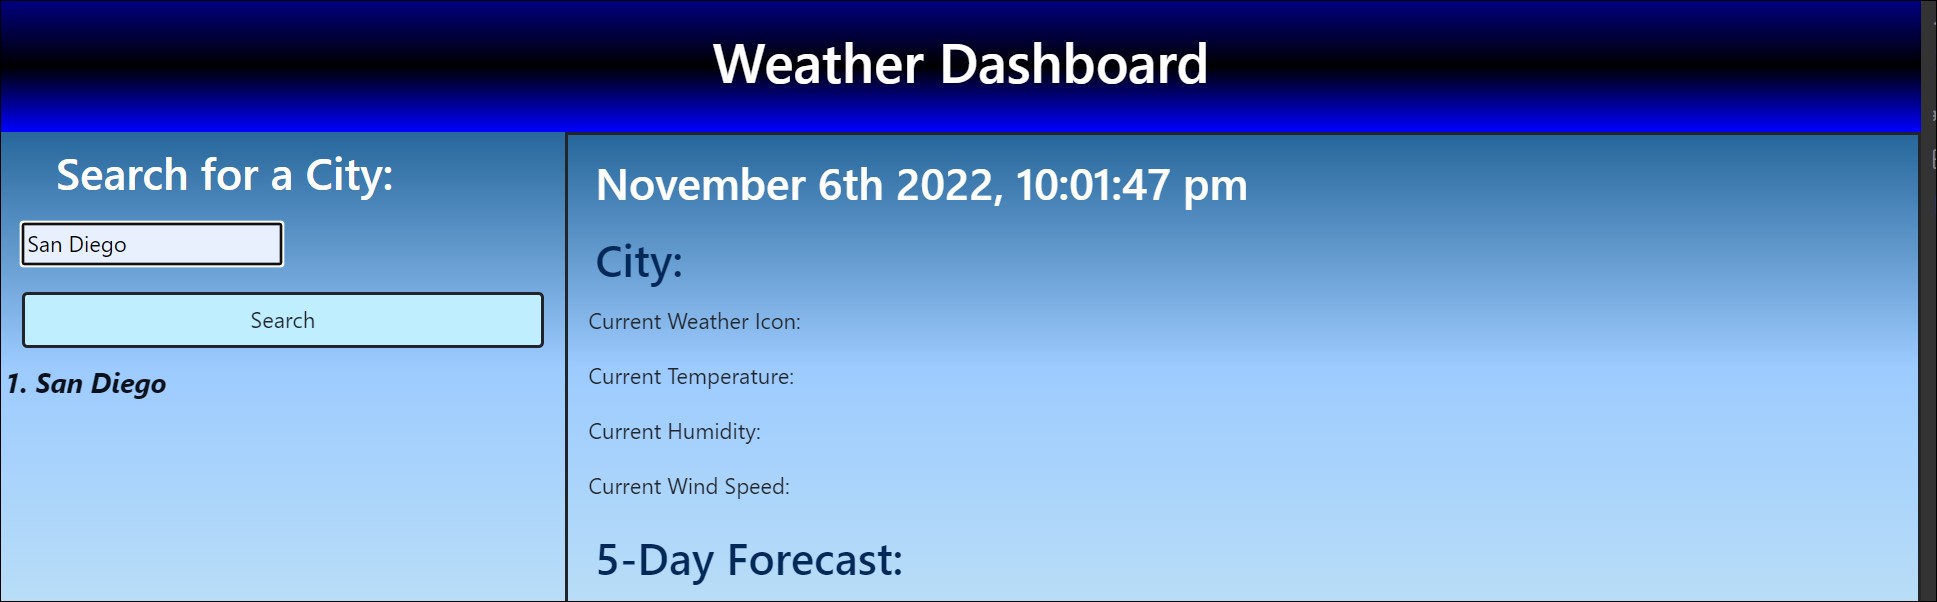 Weather Dashboard
Search for a City:
San Diego
Search
1. San Diego
November 6th 2022, 10:01:47 pm
City:
Current Weather Icon:
Current Temperature:
Current Humidity:
Current Wind Speed:
5-Day Forecast: